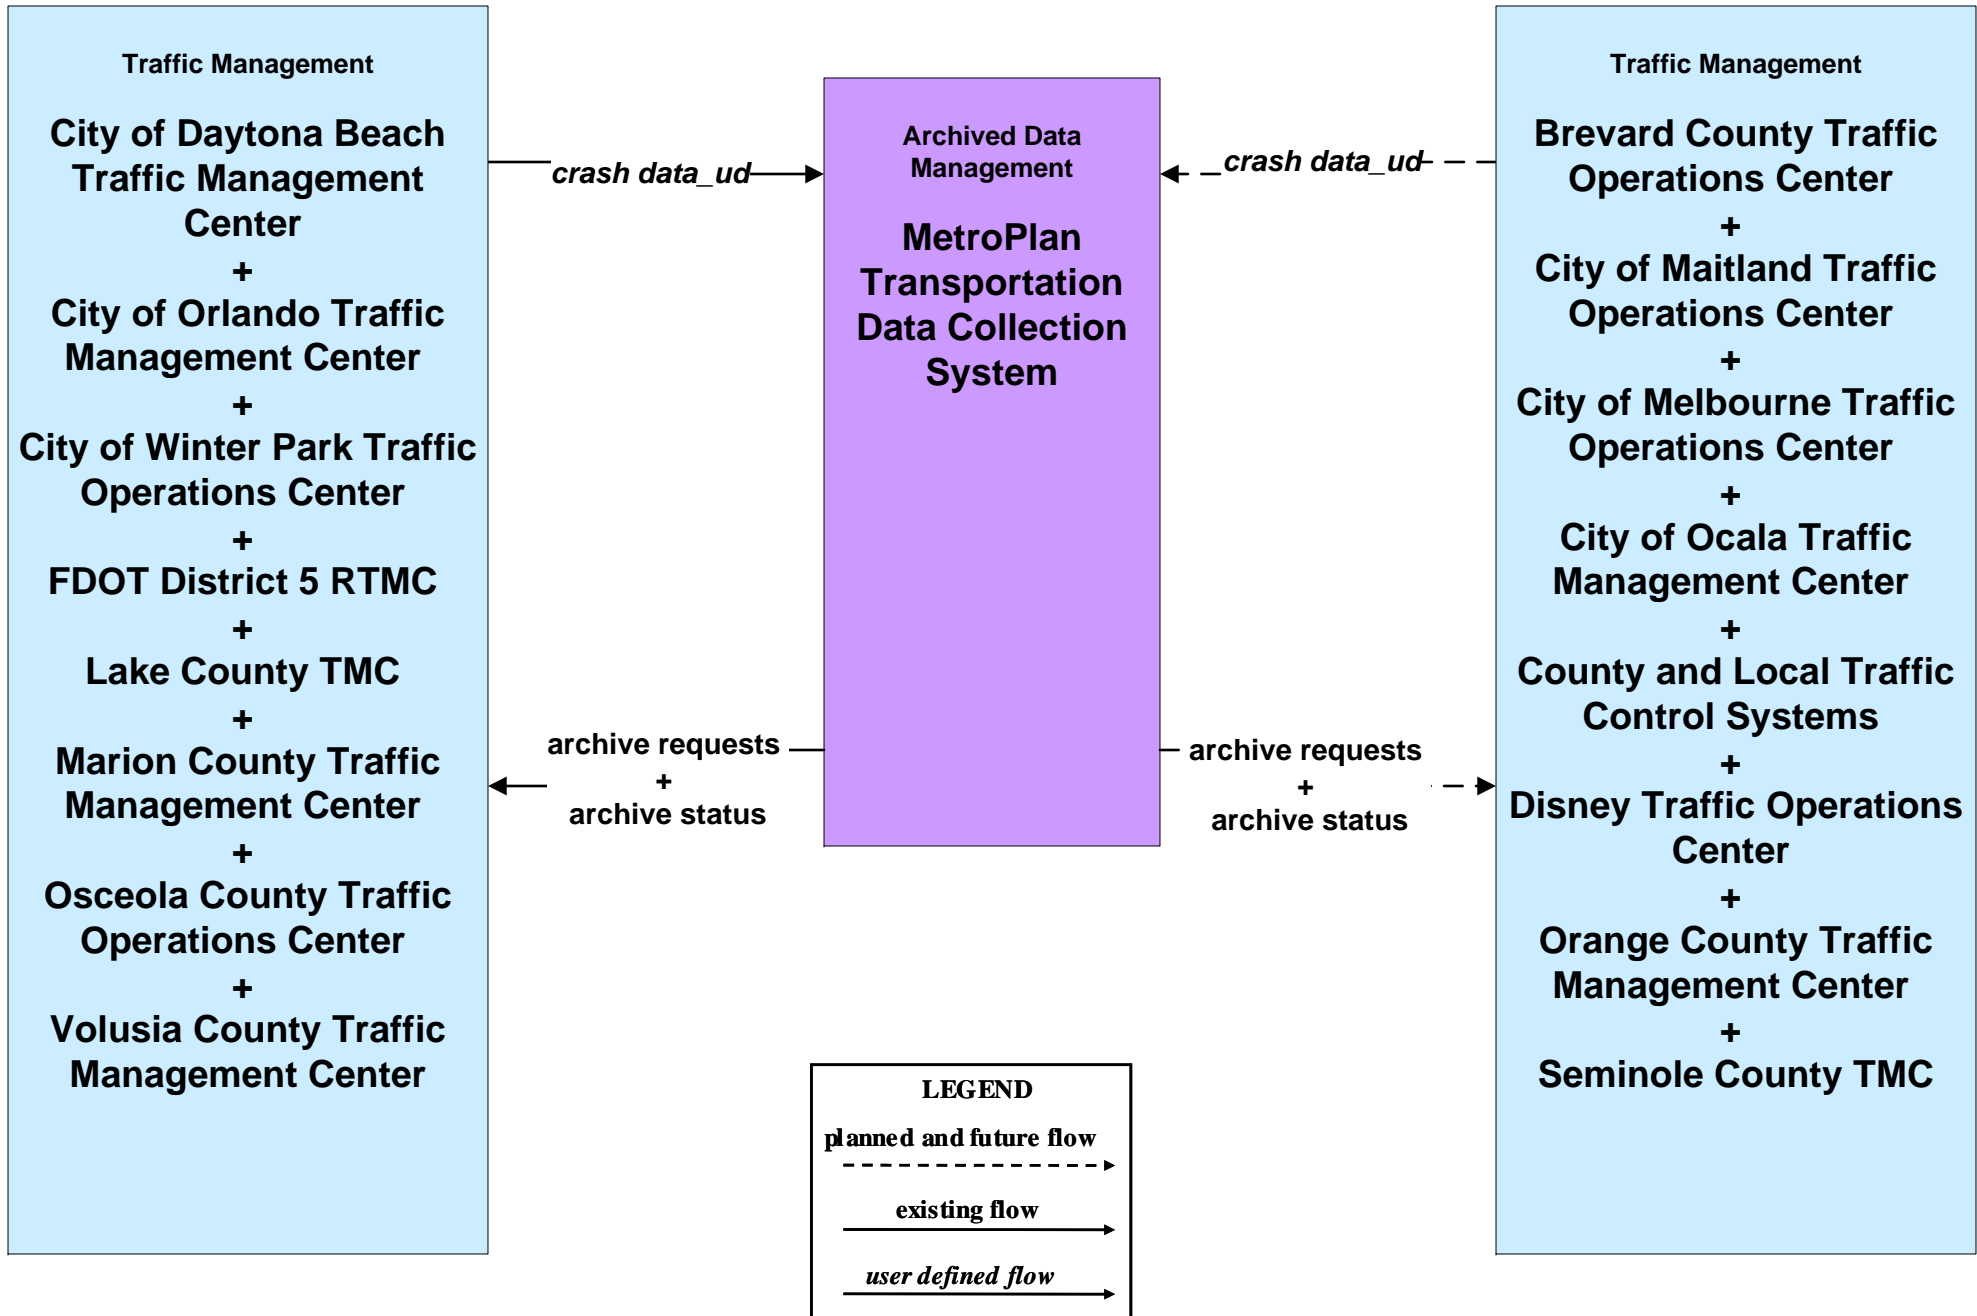 Traffic Management
City of Daytona Beach
Traffic Management
Center
+
City of Orlando Traffic
Management Center
+
City of Winter Park Traffic
Operations Center
+
FDOT District 5 RTMC
+
Lake County TMC
+
Marion County Traffic
Management Center
+
Osceola County Traffic
Operations Center
+
Volusia County Traffic
Management Center
crash data_ud
archive requests
+
archive status
Archived Data
Management
MetroPlan
Transportation
Data Collection
System
crash data_ud
archive requests
+
archive status
Traffic Management
Brevard County Traffic
Operations Center
+
City of Maitland Traffic
Operations Center
+
City of Melbourne Traffic
Operations Center
+
City of Ocala Traffic
Management Center
+
County and Local Traffic
Control Systems
+
Disney Traffic Operations
Center
+
Orange County Traffic
Management Center
+
Seminole County TMC
LEGEND
planned and future flow
existing flow
user defined flow